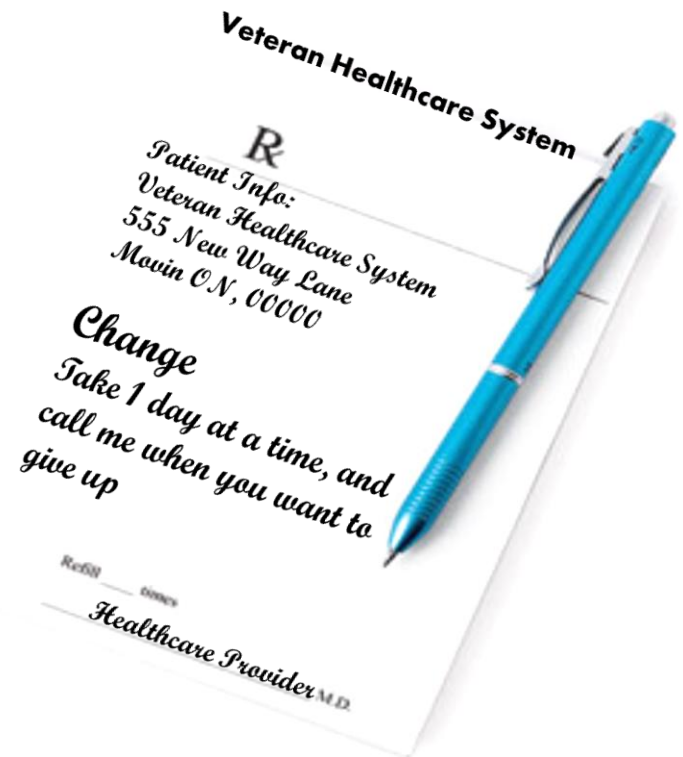 Veteran Healthcare System
Rx
Patient Info:
Veteran Healthcare System
555 New Way Lane
Movin ON, 00000
Change
Take 1 day at a time, and
call me when you want to
give up
Refill ____ times
Healthcare Provider M.D.